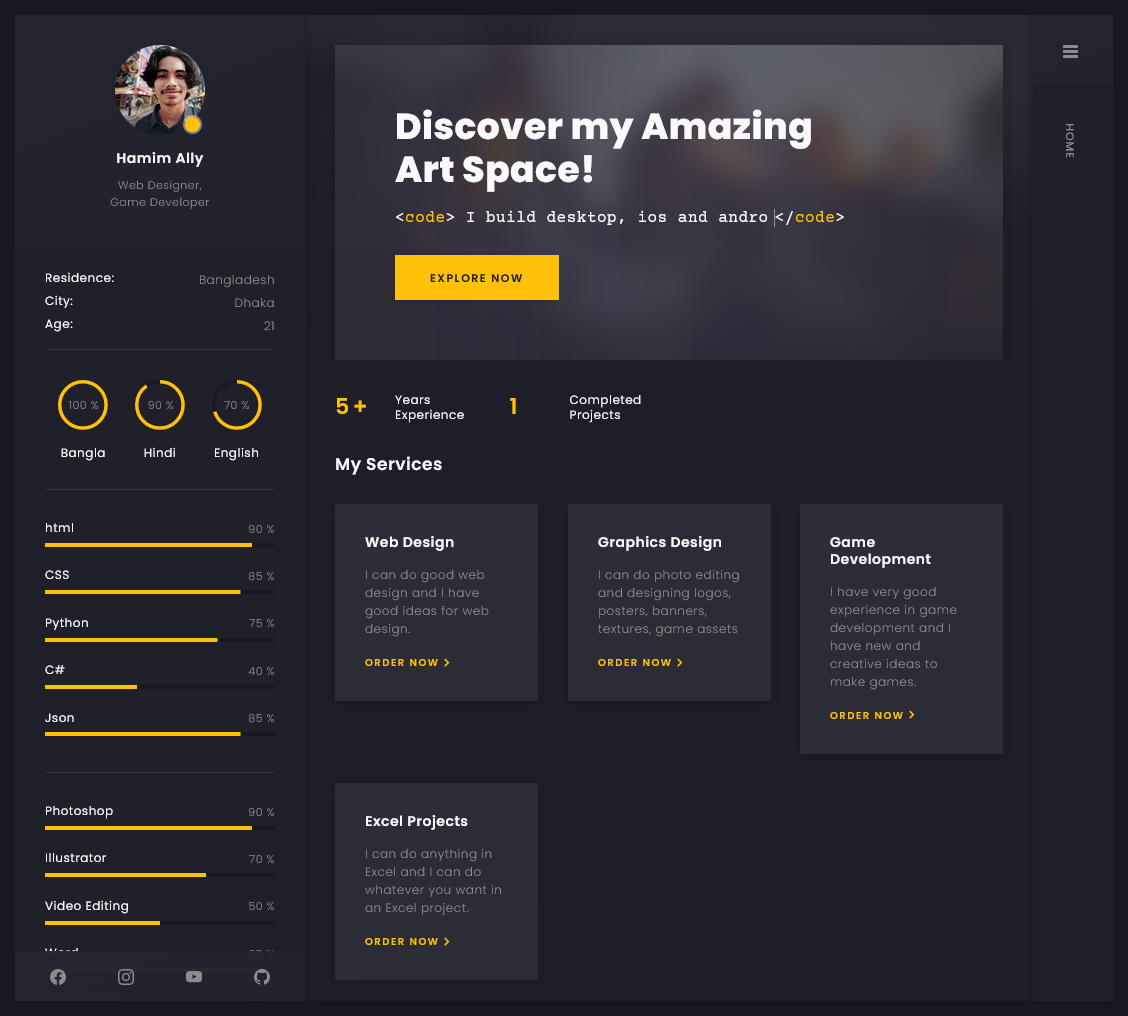 Hamim Ally
Web Designer,
Game Developer
Residence: Bangladesh
City: Dhaka
Age: 21
100 % 90 % 70 %
Bangla Hindi English
html 90 %
CSS 85 %
Python 75 %
C# 40 %
Json 85 %
Photoshop 90 %
Illustrator 70 %
Video Editing 50 %
Discover my Amazing
Art Space!
<code> I build desktop, ios and andro</code>
EXPLORE NOW
5 + Years
Experience
1 Completed
Projects
My Services
Web Design
I can do good web
design and I have
good ideas for web
design.
ORDER NOW
Graphics Design
I can do photo editing
and designing logos,
posters, banners,
textures, game assets
ORDER NOW
Game
Development
I have very good
experience in game
development and I
have new and
creative ideas to
make games.
ORDER NOW
Excel Projects
I can do anything in
Excel and I can do
whatever you want in
an Excel project.
ORDER NOW
HOME